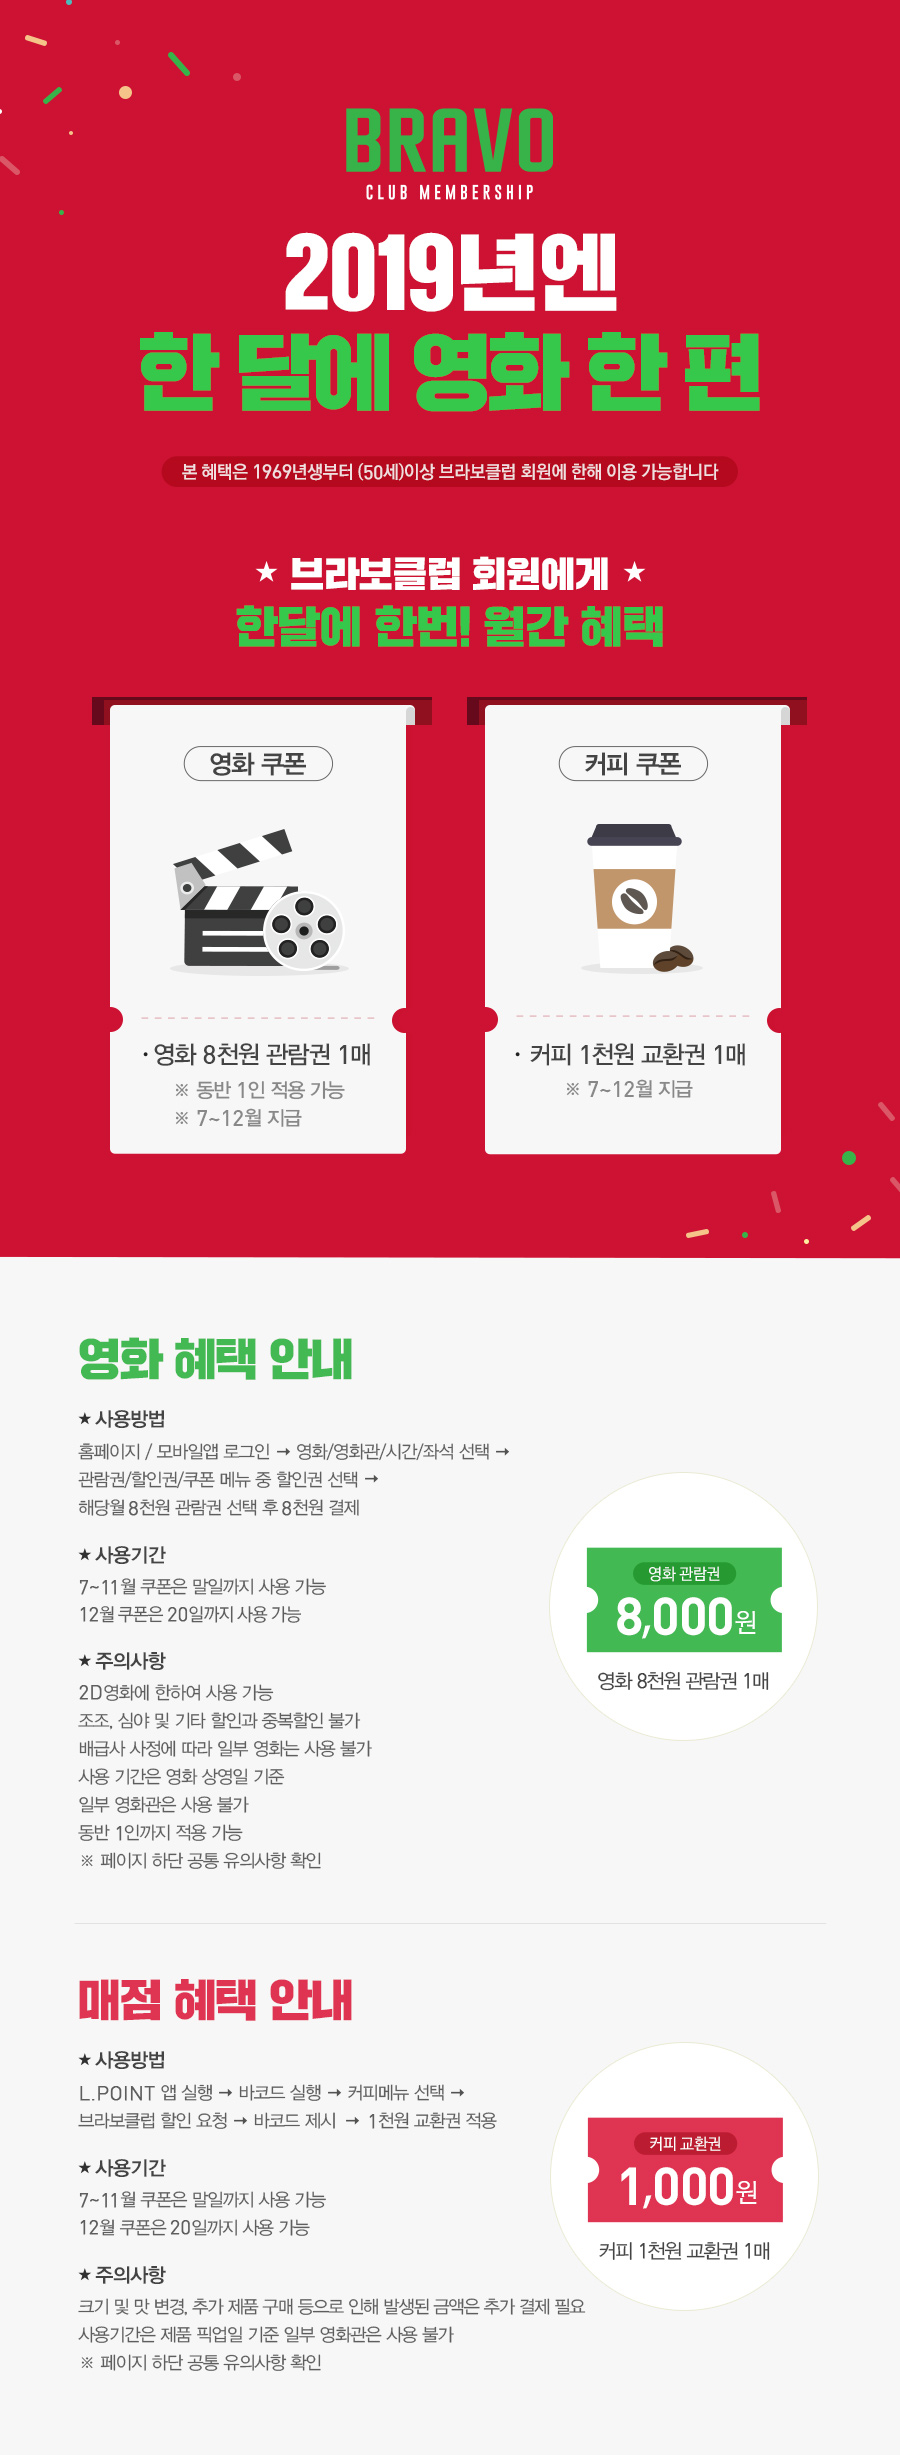 BRAVO
CLUB MEMBERSHIP
2019년엔
한 달에 영화 한 편
본 혜택은 1969년생부터 (50세)이상 브라보클럽 회원에 한해 이용 가능합니다
★ 브라보클럽 회원에게 ★
한달에 한번! 월간 혜택
영화 쿠폰
· 영화 8천원 관람권 1매
※ 동반 1인 적용 가능
※ 7~12월 지급
커피 쿠폰
· 커피 1천원 교환권 1매
※ 7~12월 지급
영화 혜택 안내
★ 사용방법
홈페이지 / 모바일앱 로그인 → 영화/영화관/시간/좌석 선택 →
관람권/할인권/쿠폰 메뉴 중 할인권 선택 →
해당월 8천원 관람권 선택 후 8천원 결제
★ 사용기간
7~11월 쿠폰은 말일까지 사용 가능
12월 쿠폰은 20일까지 사용 가능
★ 주의사항
2D영화에 한하여 사용 가능
조조, 심야 및 기타 할인과 중복할인 불가
배급사 사정에 따라 일부 영화는 사용 불가
사용 기간은 영화 상영일 기준
일부 영화관은 사용 불가
동반 1인까지 적용 가능
※ 페이지 하단 공통 유의사항 확인
영화 관람권
8,000원
영화 8천원 관람권 1매
매점 혜택 안내
★ 사용방법
L.POINT 앱 실행 → 바코드 실행 → 커피메뉴 선택 →
브라보클럽 할인 요청 → 바코드 제시 → 1천원 교환권 적용
★ 사용기간
7~11월 쿠폰은 말일까지 사용 가능
12월 쿠폰은 20일까지 사용 가능
★ 주의사항
크기 및 맛 변경, 추가 제품 구매 등으로 인해 발생된 금액은 추가 결제 필요
사용기간은 제품 픽업일 기준 일부 영화관은 사용 불가
※ 페이지 하단 공통 유의사항 확인
커피 교환권
1,000원
커피 1천원 교환권 1매